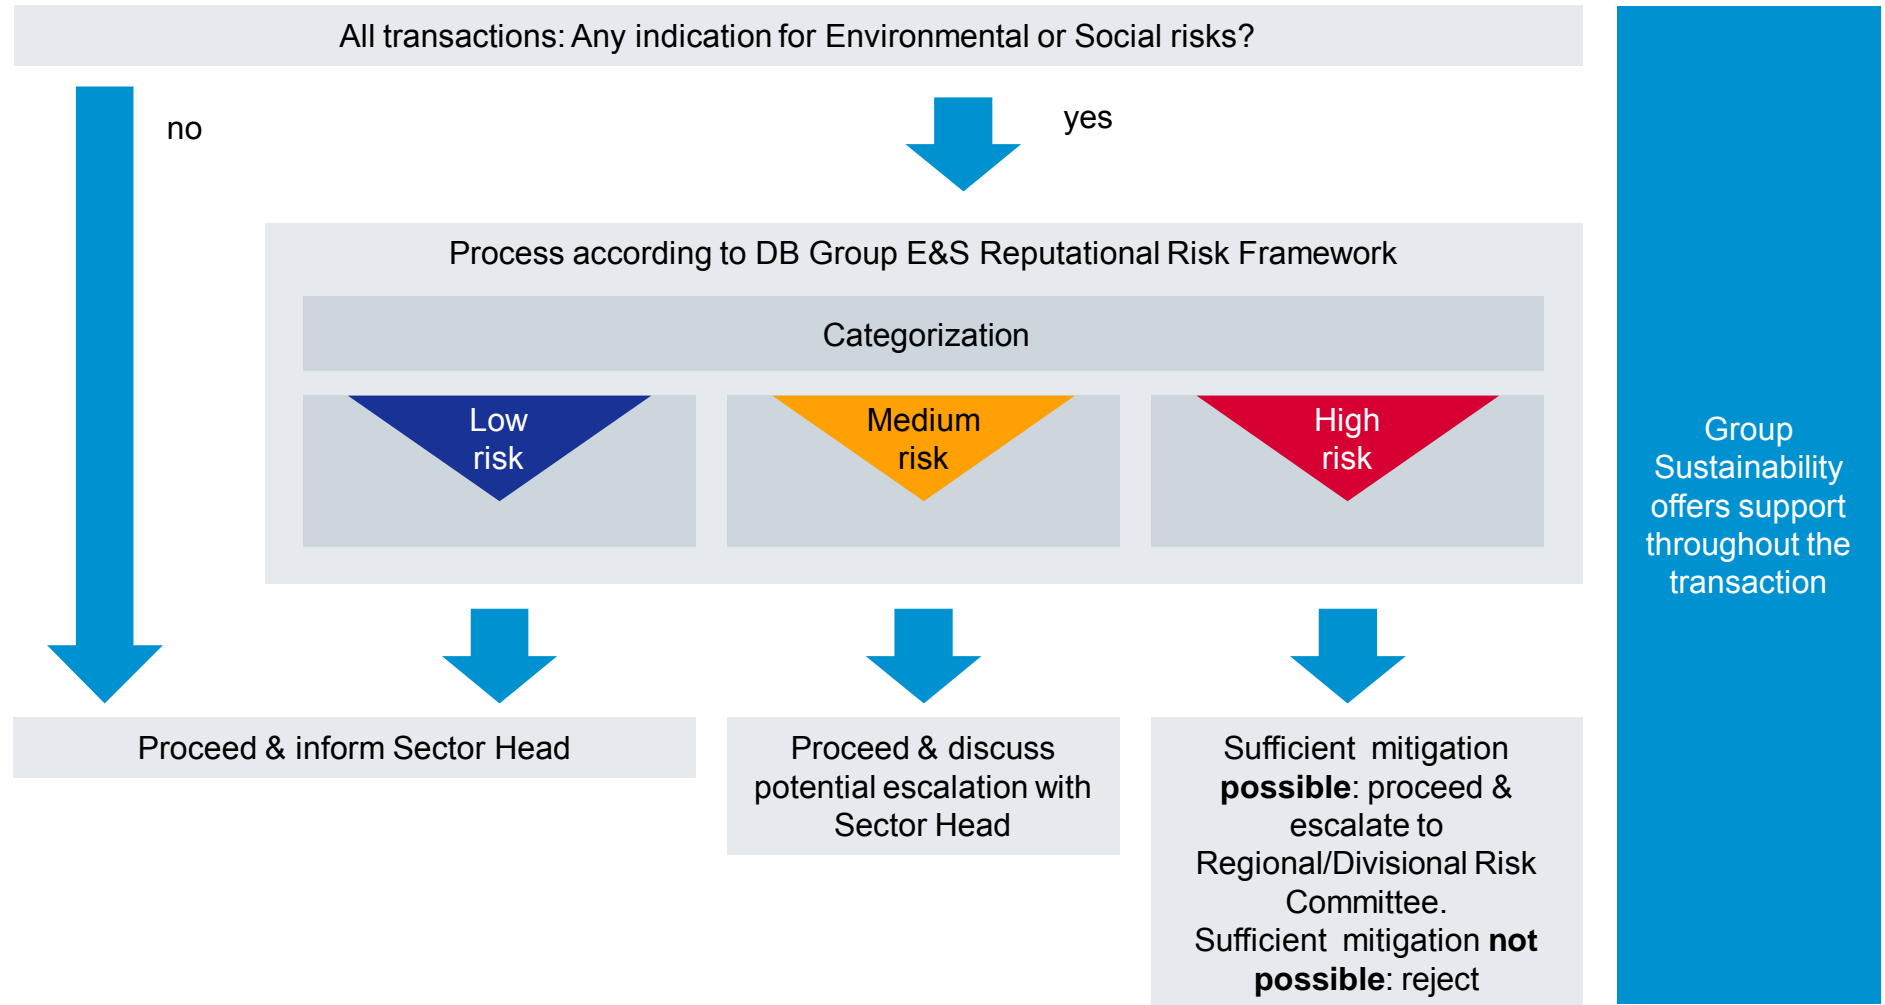 All transactions: Any indication for Environmental or Social risks?
no
yes
Process according to DB Group E&S Reputational Risk Framework
Categorization
Low
risk
Medium
risk
High
risk
Proceed & inform Sector Head
Proceed & discuss
potential escalation with
Sector Head
Sufficient mitigation
possible: proceed &
escalate to
Regional/Divisional Risk
Committee.
Sufficient mitigation not
possible: reject
Group
Sustainability
offers support
throughout the
transaction